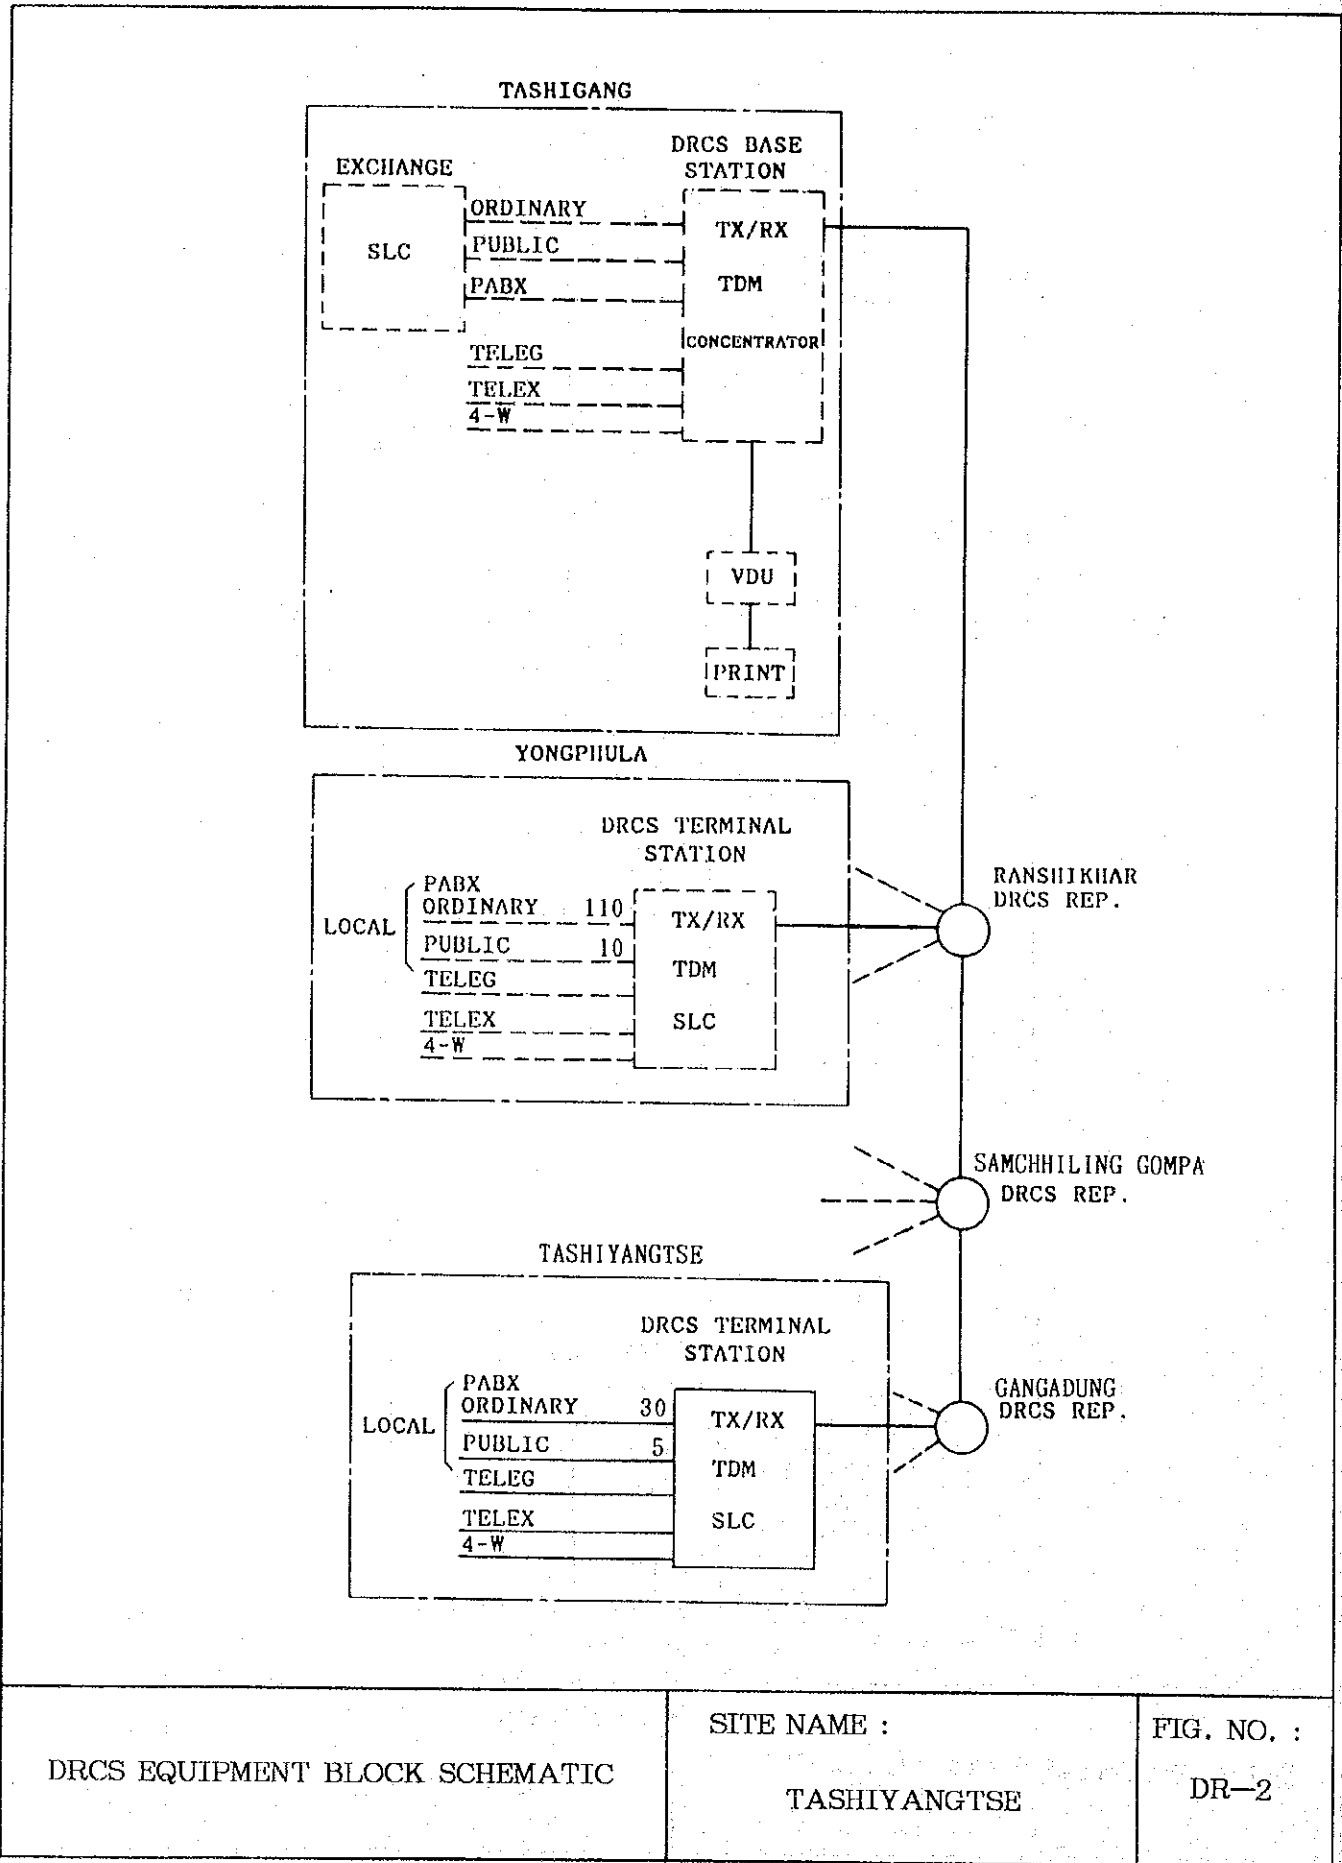 TASHIGANG
EXCHANGE
DRCS BASE
STATION
SLC
ORDINARY
PUBLIC
PABX
TELEG
TELEX
4-W
TX/RX
TDM
CONCENTRATOR
VDU
PRINT
YONGPHULA
DRCS TERMINAL
STATION
LOCAL
PABX
ORDINARY 110
PUBLIC 10
TELEG
TELEX
4-W
TX/RX
TDM
SLC
RANSHIKHAR
DRCS REP.
SAMCHHILING GOMPA
DRCS REP.
TASHIYANGTSE
DRCS TERMINAL
STATION
LOCAL
PABX
ORDINARY 30
PUBLIC 5
TELEG
TELEX
4-W
TX/RX
TDM
SLC
GANGADUNG
DRCS REP.
DRCS EQUIPMENT BLOCK SCHEMATIC
SITE NAME :
TASHIYANGTSE
FIG. NO. :
DR—2